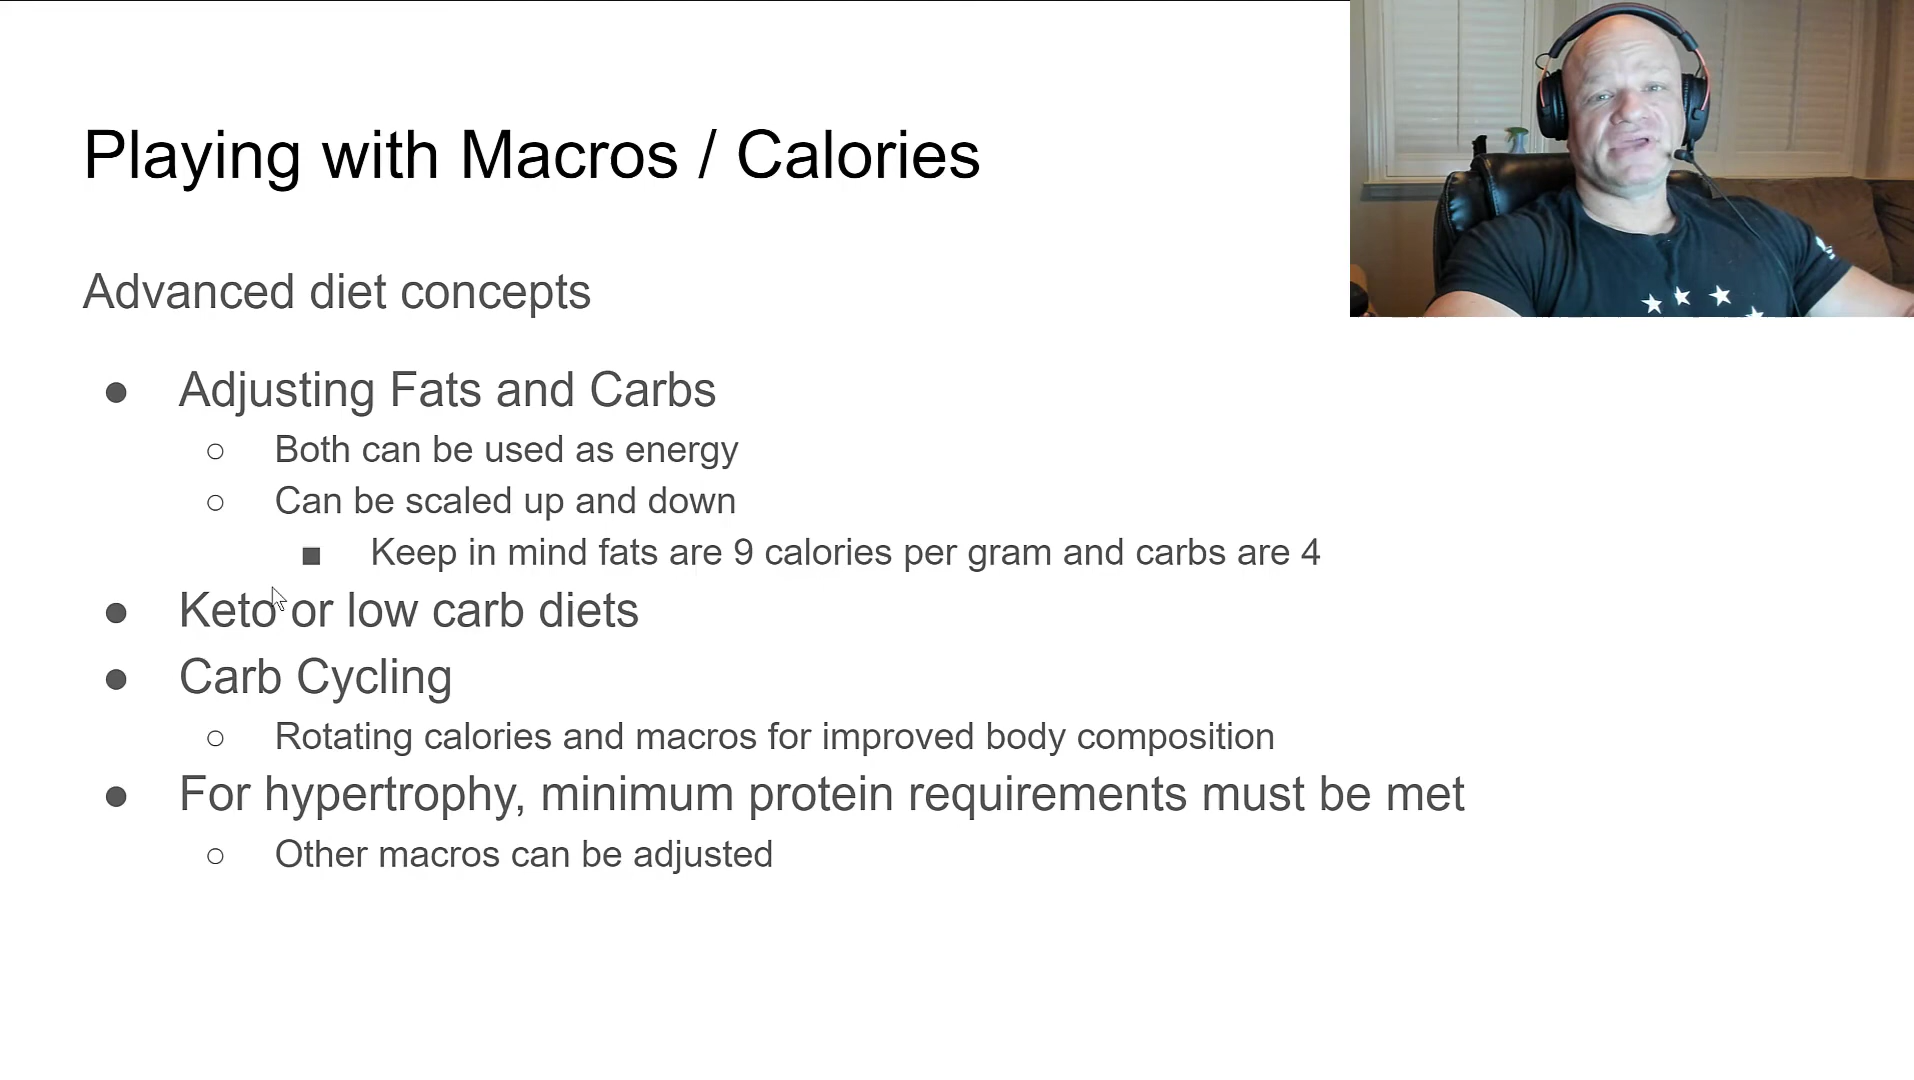 Playing with Macros / Calories
Advanced diet concepts
● Adjusting Fats and Carbs
○ Both can be used as energy
○ Can be scaled up and down
■ Keep in mind fats are 9 calories per gram and carbs are 4
● Keto or low carb diets
● Carb Cycling
○ Rotating calories and macros for improved body composition
● For hypertrophy, minimum protein requirements must be met
○ Other macros can be adjusted